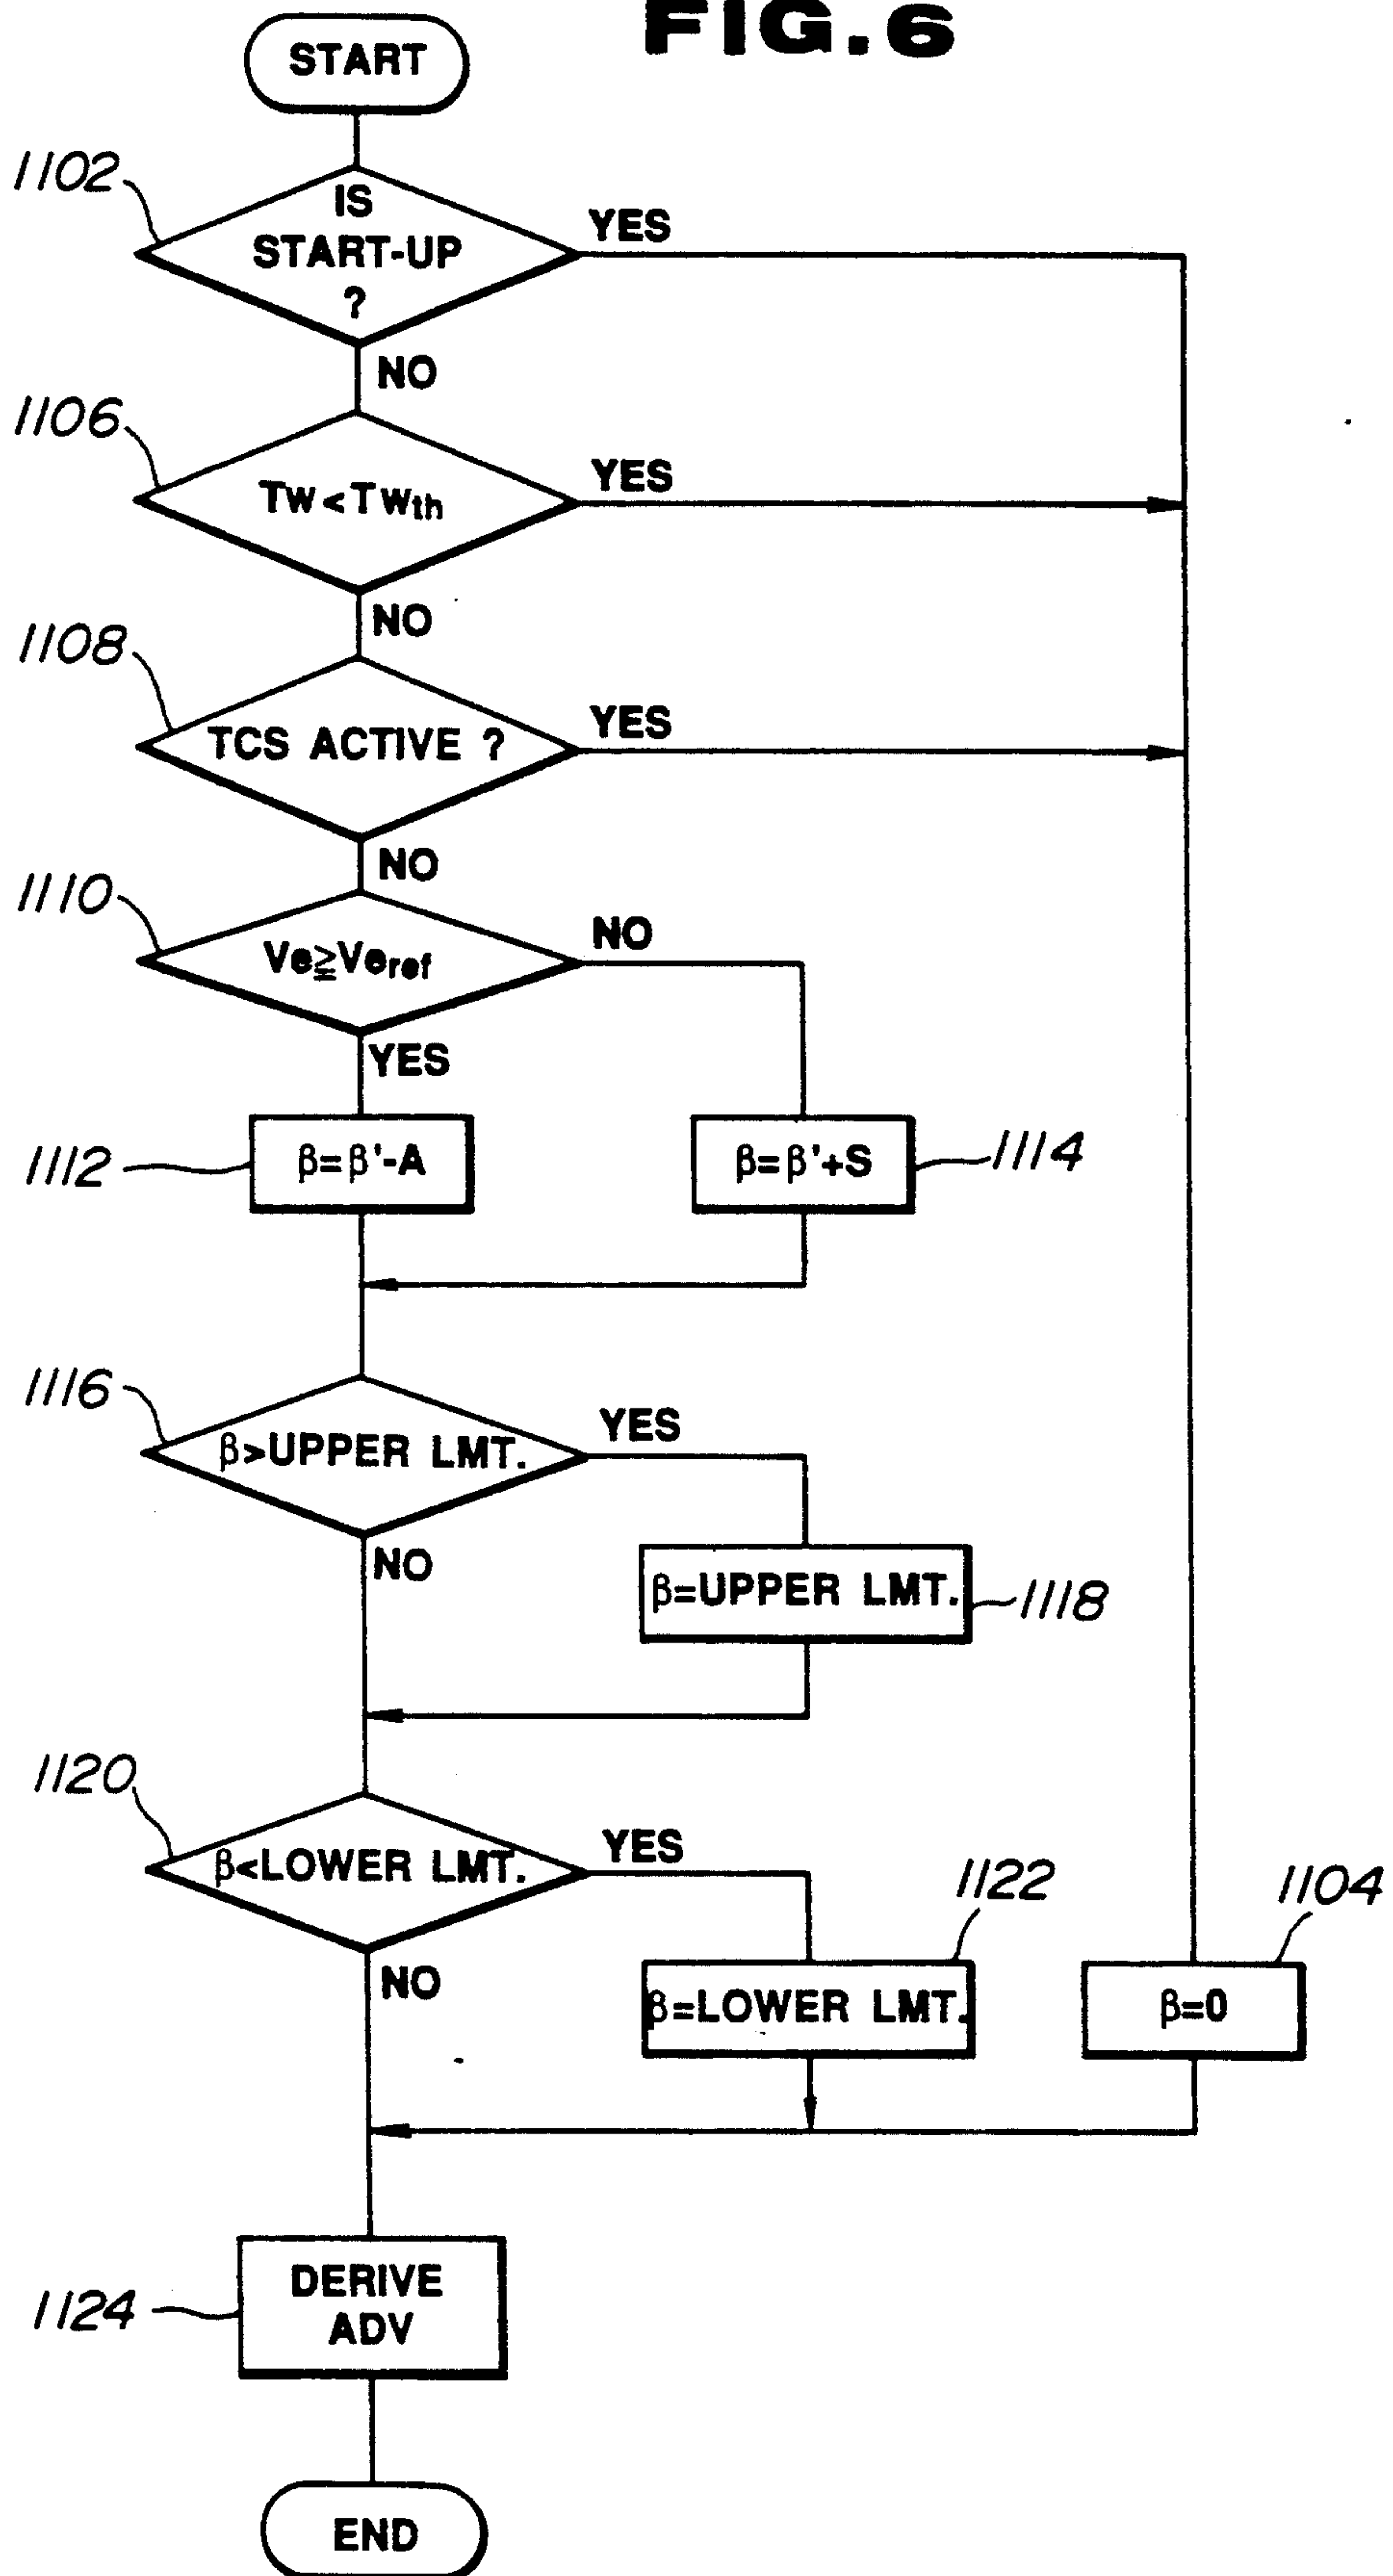 FIG.6
START
1102
IS
START-UP
?
YES
NO
1106
Tw<Twth
YES
NO
1108
TCS ACTIVE ?
YES
NO
1110
Ve≧Veref
NO
YES
1112
β=β'-A
β=β'+S
1114
1116
β>UPPER LMT.
YES
NO
β=UPPER LMT.
1118
1120
β<LOWER LMT.
YES
NO
1122
β=LOWER LMT.
1104
β=0
1124
DERIVE
ADV
END